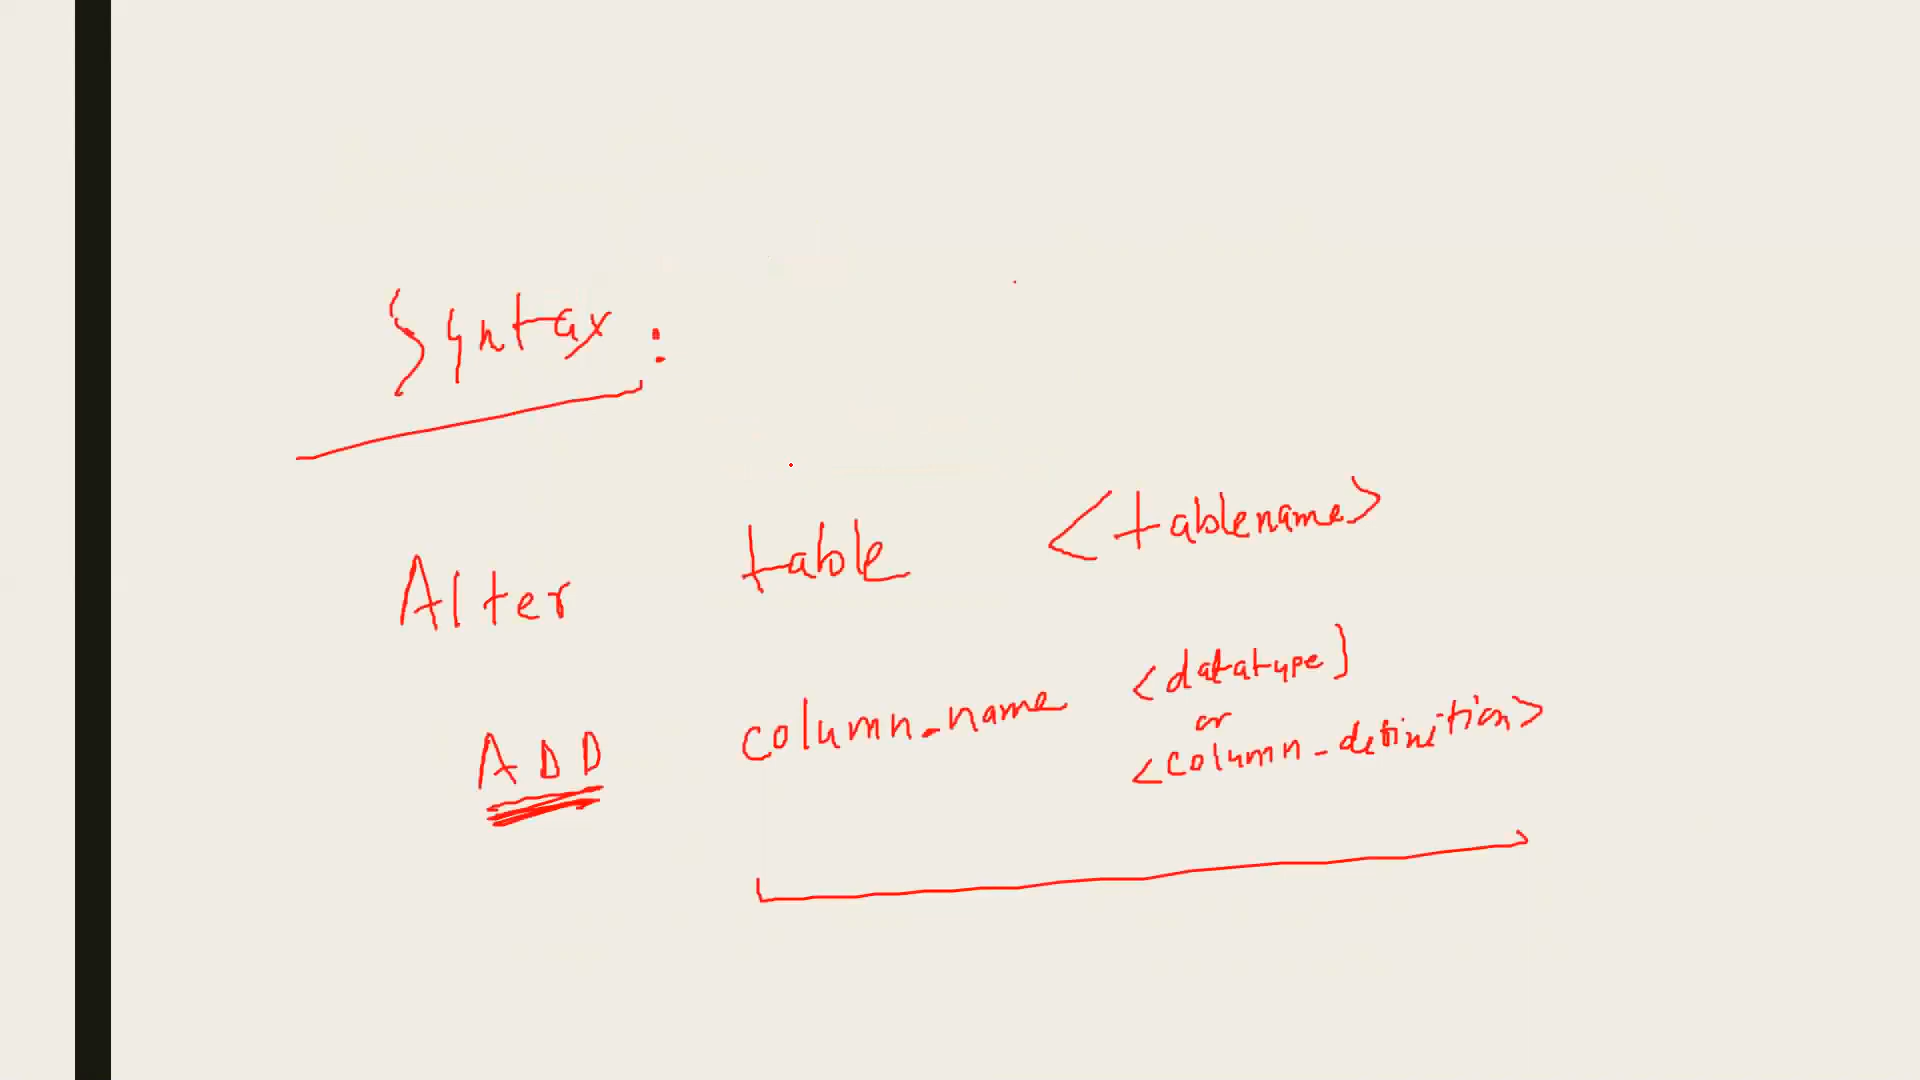 Syntax :
Alter table <tablename>
ADD column_name <datatype]
or
<column_definition>